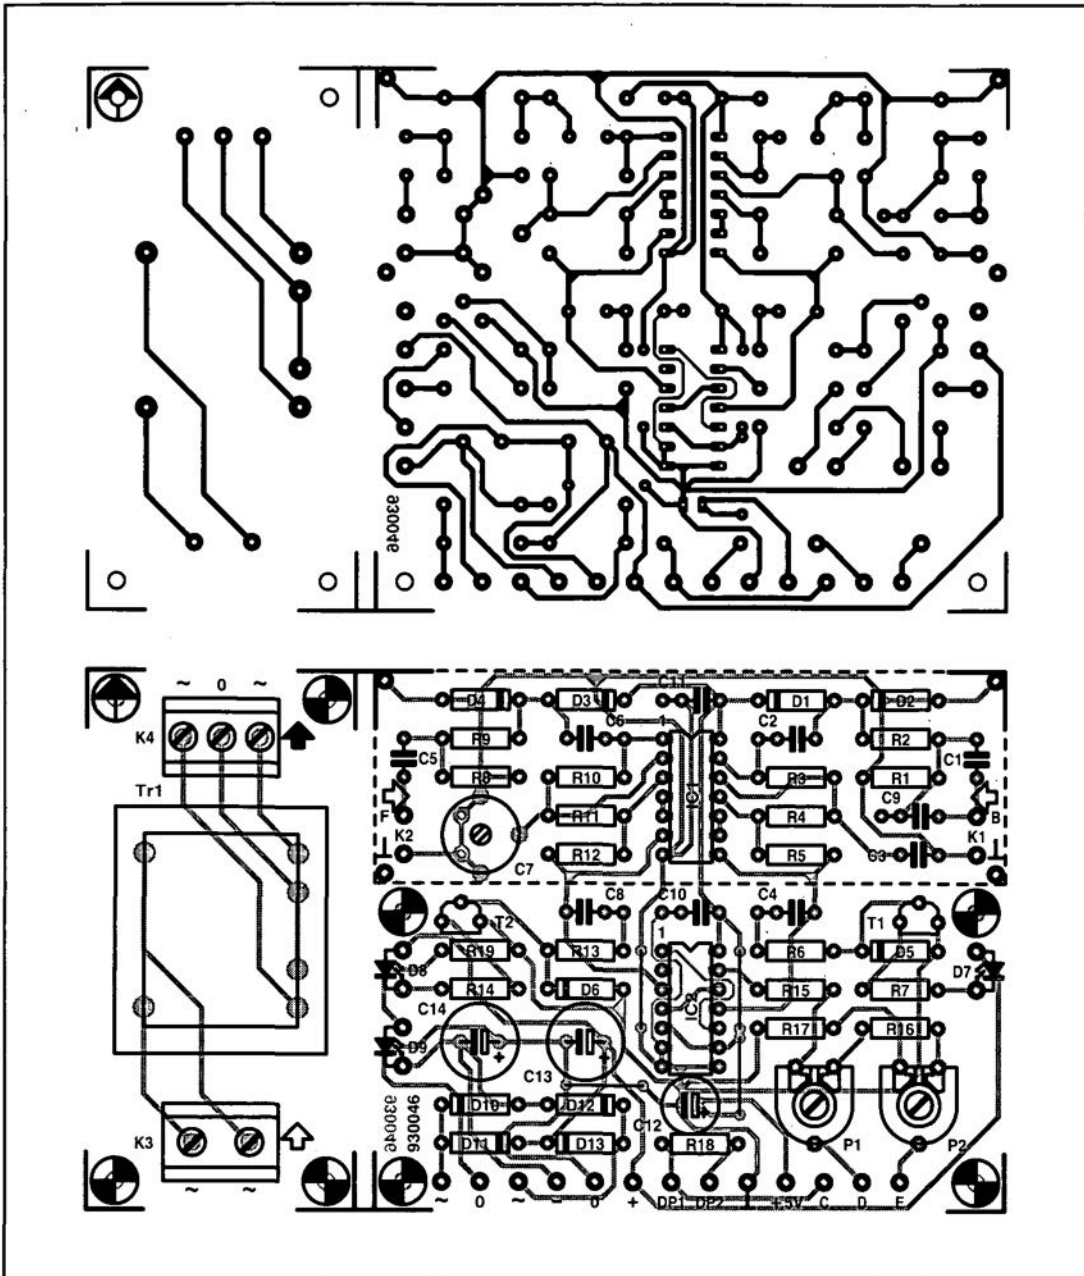 930046
~ 0 ~
K4
Tr1
K3
~ ~
D4 D3 C11 D1 D2
C6 1 C2
R9 R2
C5 C1
R8 R10 IC1 R3 R1
C9
F R11 R4 B
K2 K1
R12 R5 C3
C7
C8 C10 C4
T2 1 T1
R19 R13 R6 D5
D8 D7
R14 D6 IC2 R15 R7
C14
R17 R16
D9
+ +
C13
D10 D12 +
930046
930046
C12
D11 D13 R18 P1 P2
~ 0 ~ - 0 + DP1 DP2 ⊥ +5V C D E